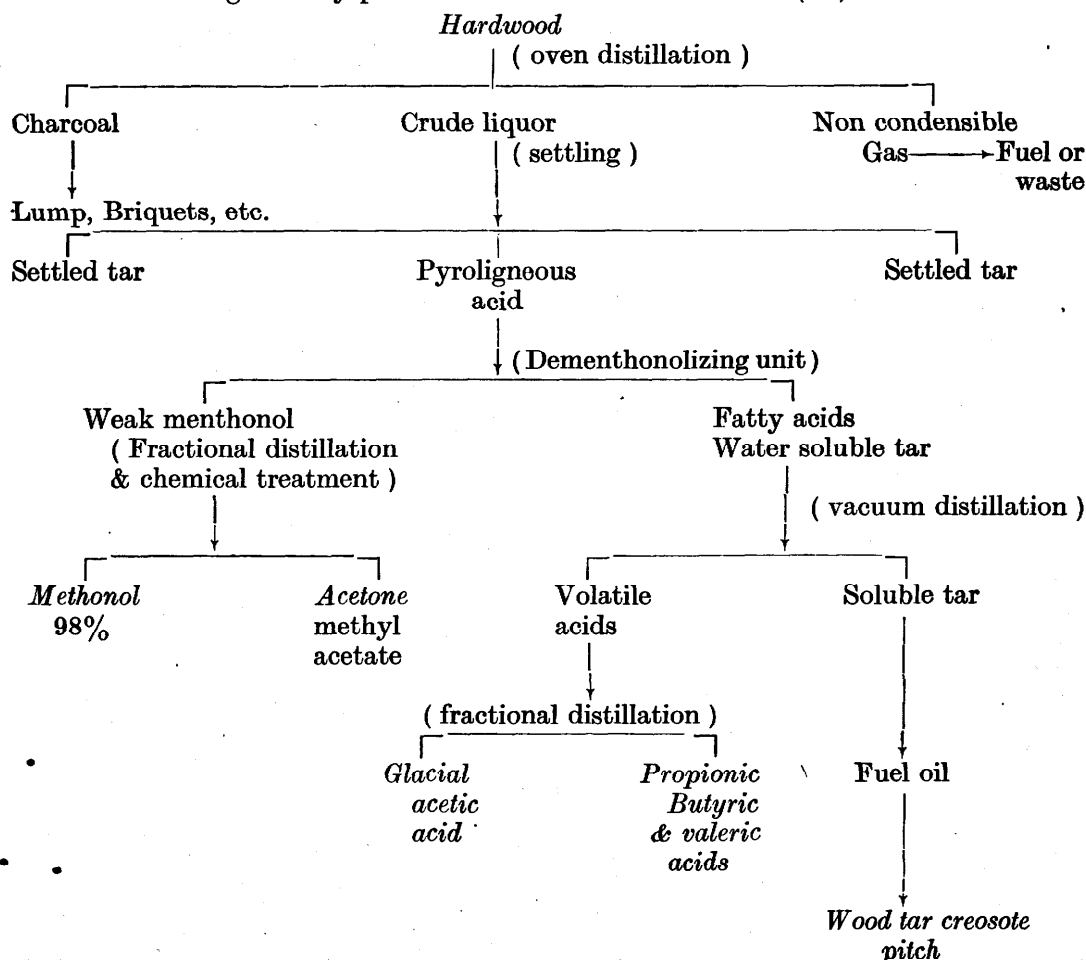 Hardwood
( oven distillation )
Charcoal Crude liquor Non condensible
( settling ) Gas Fuel or
waste
Lump, Briquets, etc.
Settled tar Pyroligneous Settled tar
acid
( Dementhonolizing unit )
Weak menthonol Fatty acids
( Fractional distillation Water soluble tar
& chemical treatment )
( vacuum distillation )
Methonol Acetone Volatile Soluble tar
98% methyl acids
acetate
( fractional distillation )
Glacial Propionic Fuel oil
acetic Butyric
acid & valeric
acids
Wood tar creosote
pitch